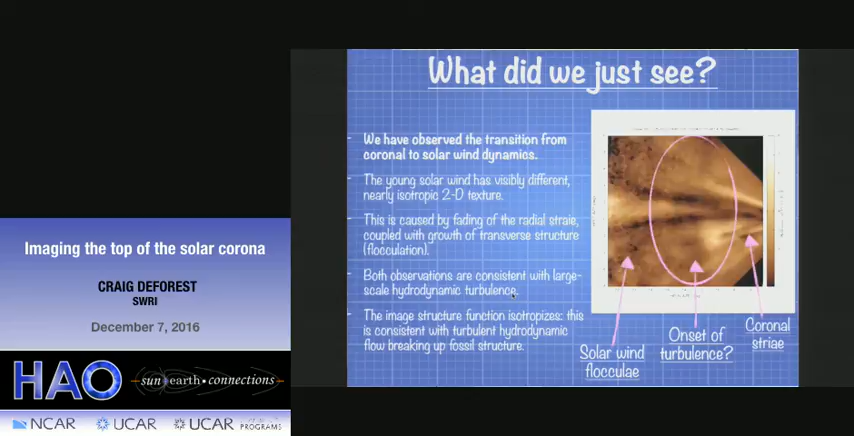 What did we just see?
- We have observed the transition from
coronal to solar wind dynamics.
- The young solar wind has visibly different,
nearly isotropic 2-D texture.
- This is caused by fading of the radial straie,
coupled with growth of transverse structure
(flocculation).
- Both observations are consistent with large-
scale hydrodynamic turbulence.
- The image structure function isotropizes: this
is consistent with turbulent hydrodynamic
flow breaking up fossil structure.
Solar wind
flocculae
Onset of
turbulence?
Coronal
striae
Imaging the top of the solar corona
CRAIG DEFOREST
SWRI
December 7, 2016
HAO
sun•earth•connections
NCAR
UCAR
UCAR
PROGRAMS